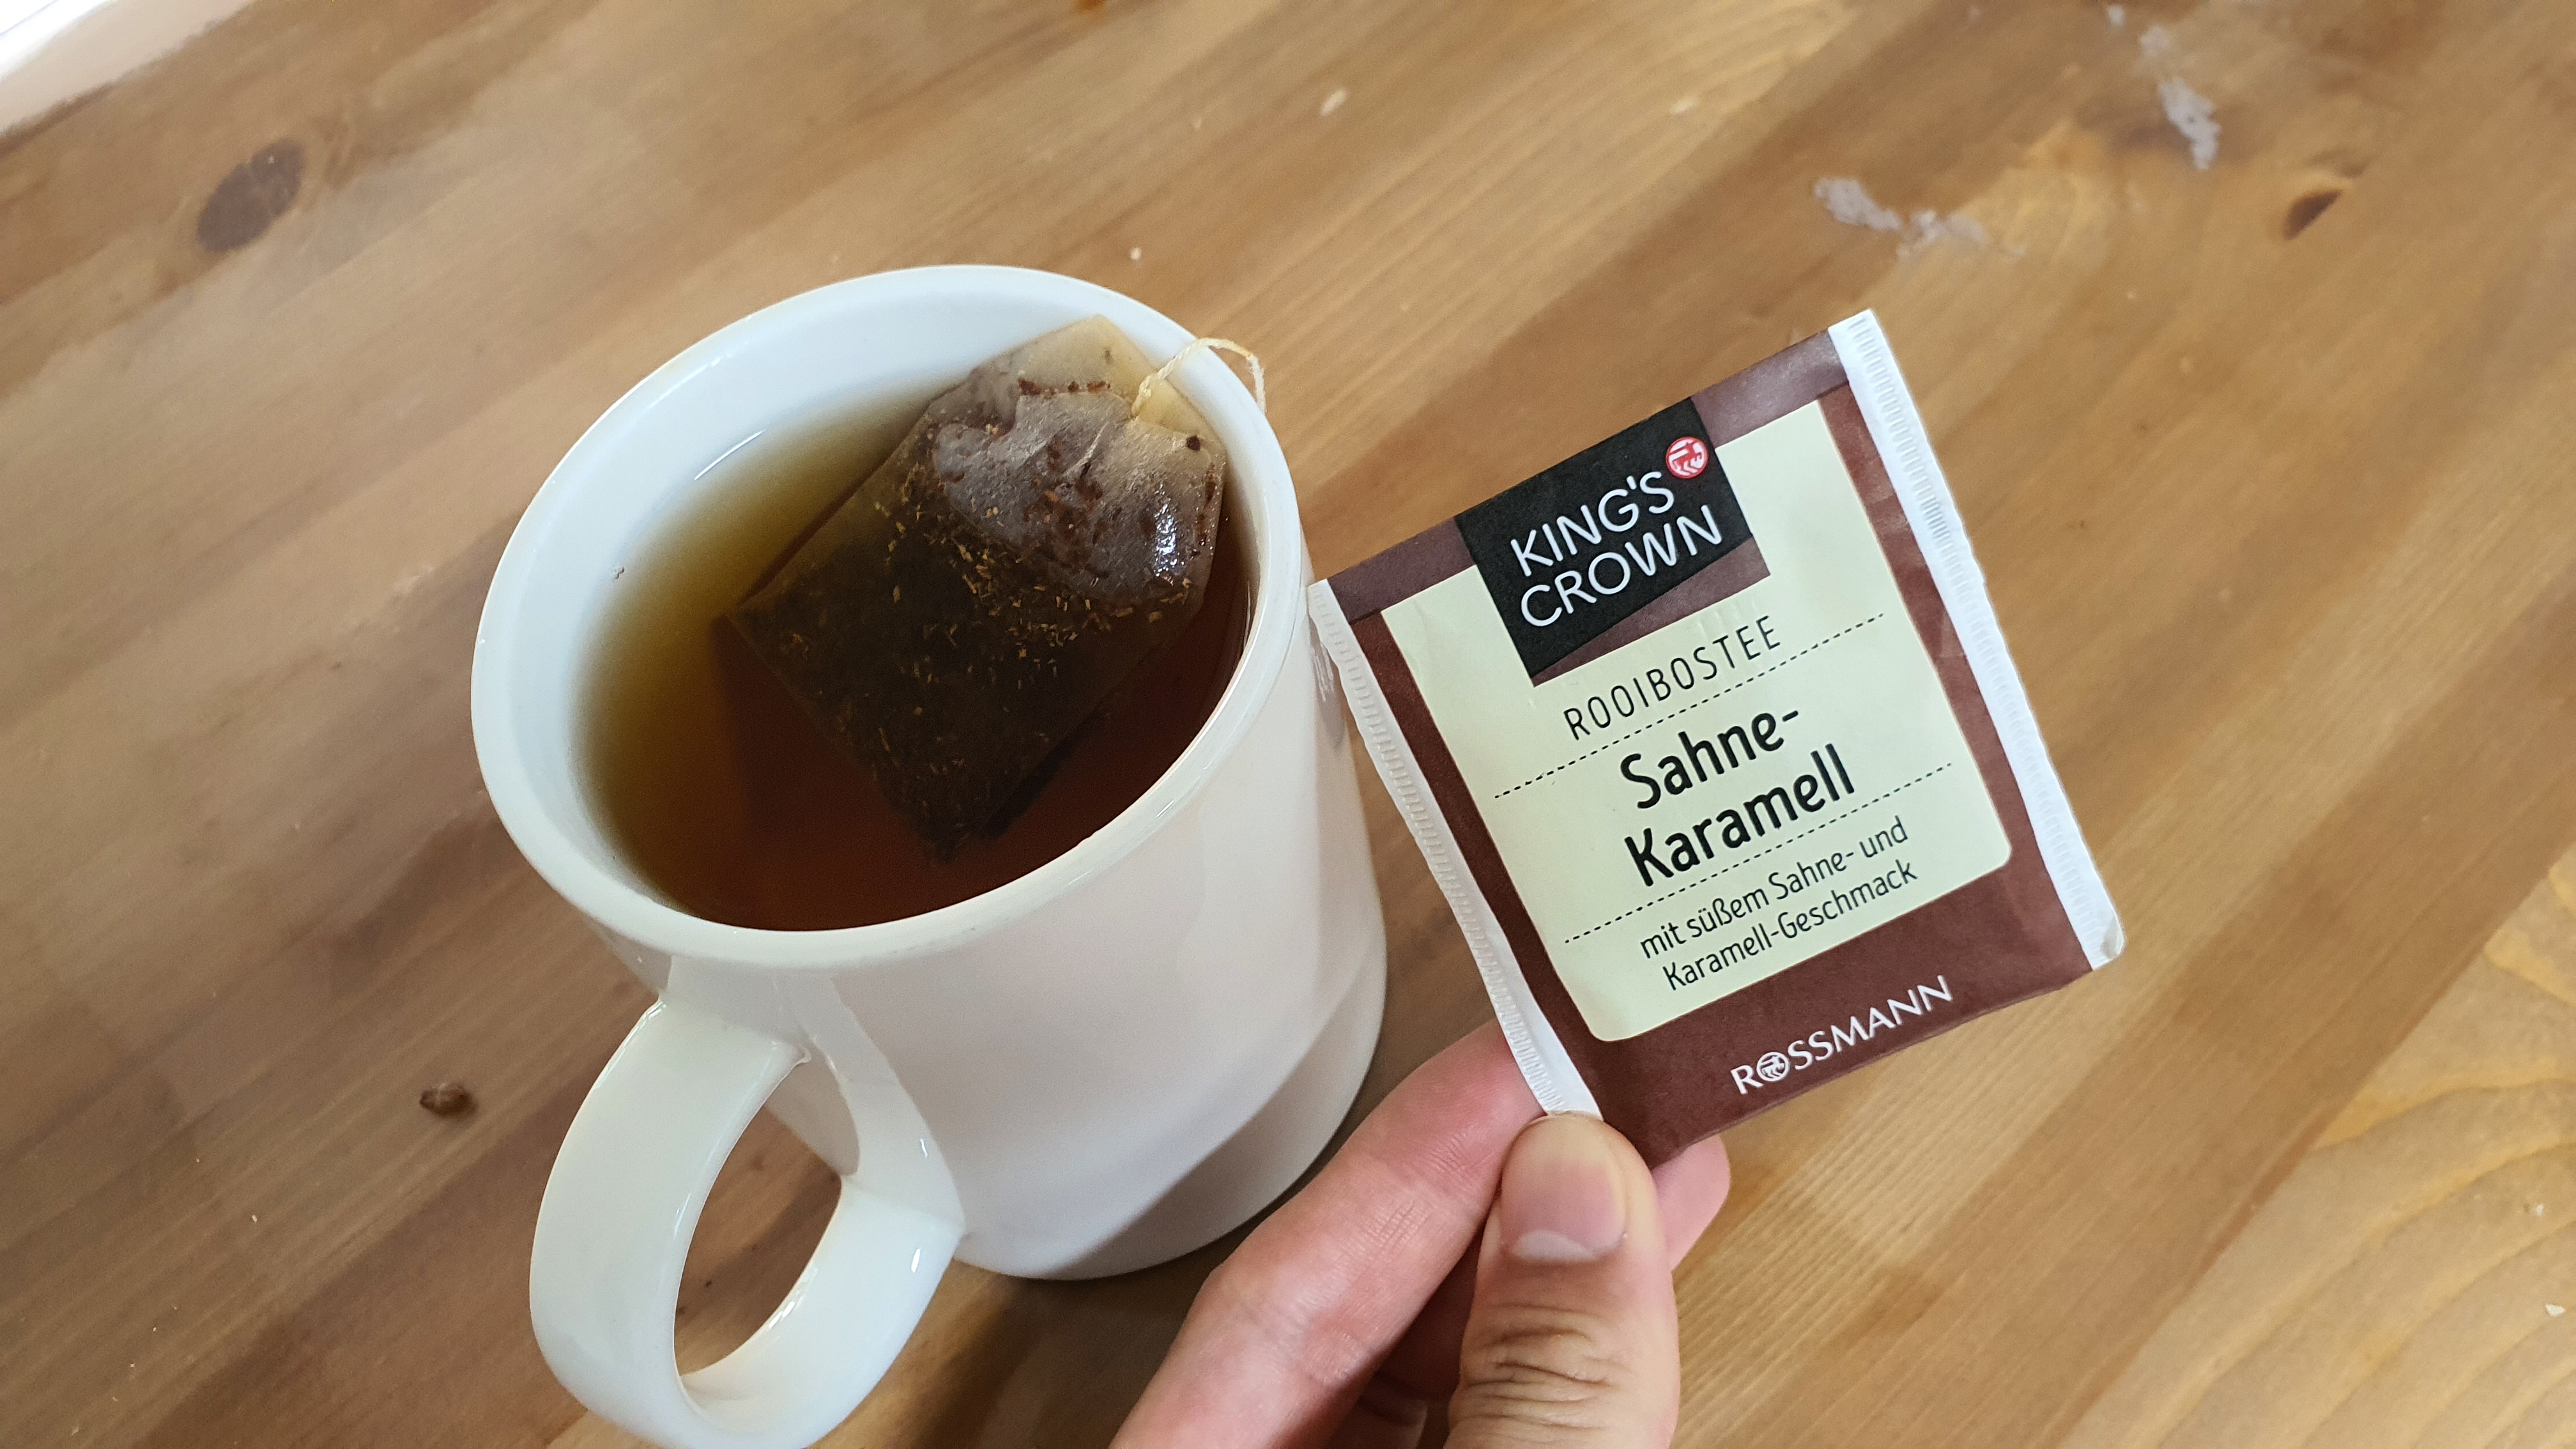 KING'S
CROWN
ROOIBOSTEE
Sahne-
Karamell
mit süßem Sahne- und
Karamell-Geschmack
ROSSMANN